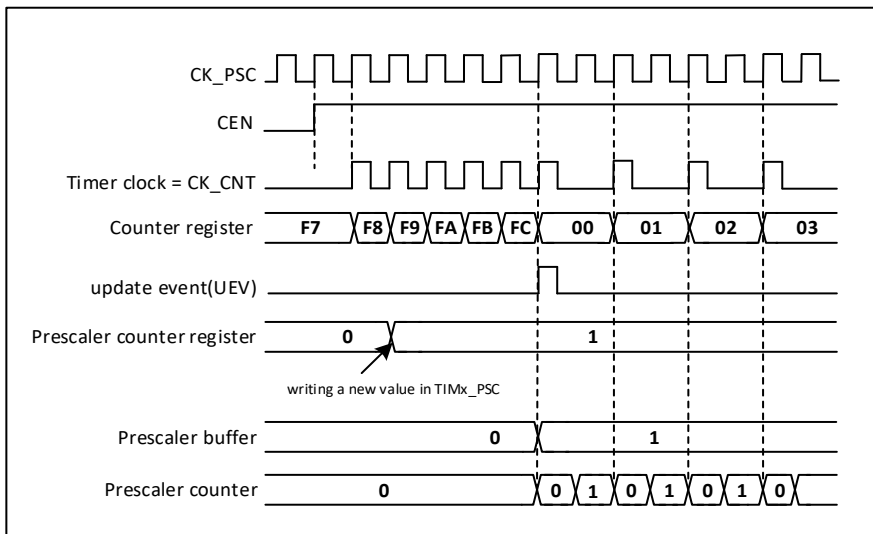 CK_PSC
CEN
Timer clock = CK_CNT
Counter register F7 F8 F9 FA FB FC 00 01 02 03
update event(UEV)
Prescaler counter register 0 1
writing a new value in TIMx_PSC
Prescaler buffer 0 1
Prescaler counter 0 0 1 0 1 0 1 0